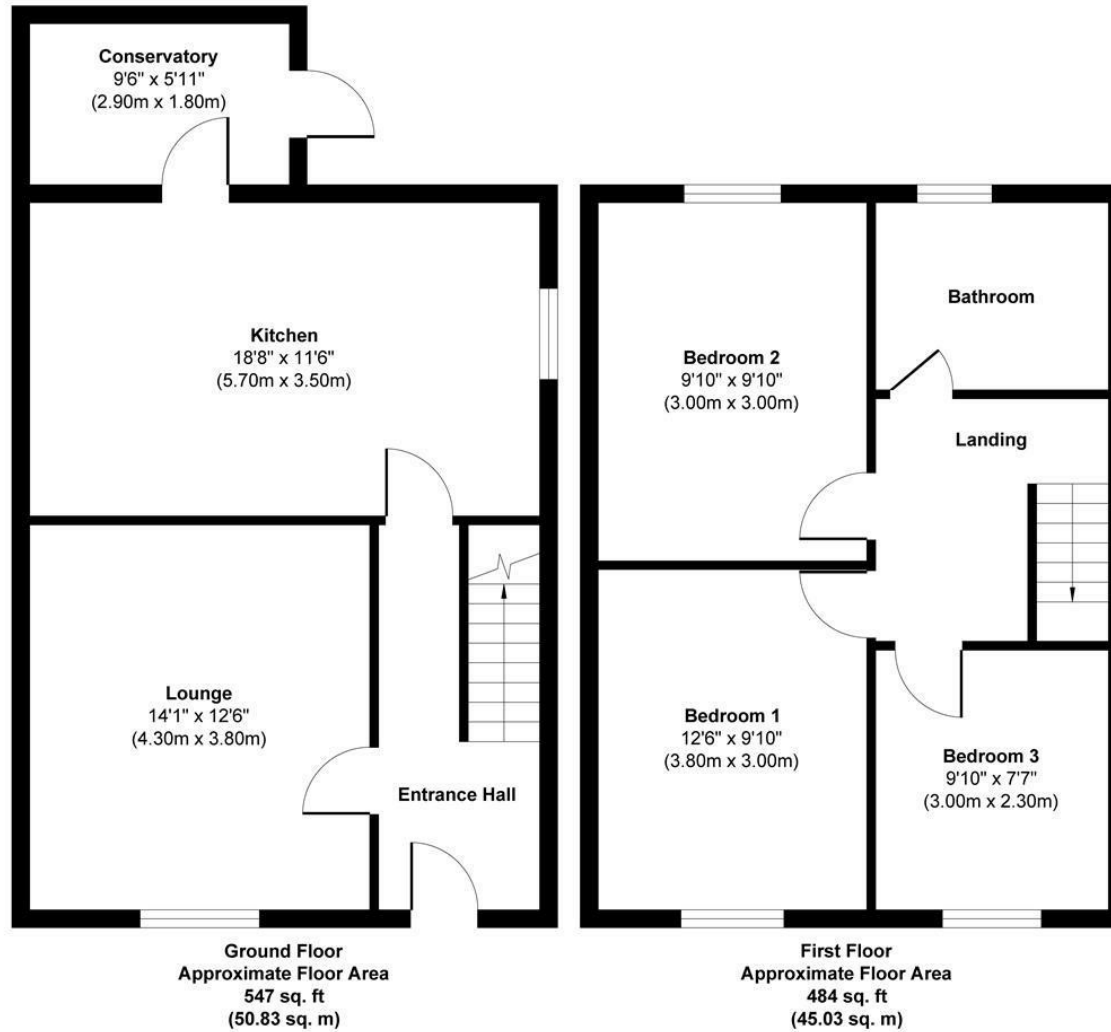 Conservatory
9'6" x 5'11"
(2.90m x 1.80m)
Kitchen
18'8" x 11'6"
(5.70m x 3.50m)
Lounge
14'1" x 12'6"
(4.30m x 3.80m)
Entrance Hall
Ground Floor
Approximate Floor Area
547 sq. ft
(50.83 sq. m)
Bedroom 2
9'10" x 9'10"
(3.00m x 3.00m)
Bathroom
Landing
Bedroom 1
12'6" x 9'10"
(3.80m x 3.00m)
Bedroom 3
9'10" x 7'7"
(3.00m x 2.30m)
First Floor
Approximate Floor Area
484 sq. ft
(45.03 sq. m)